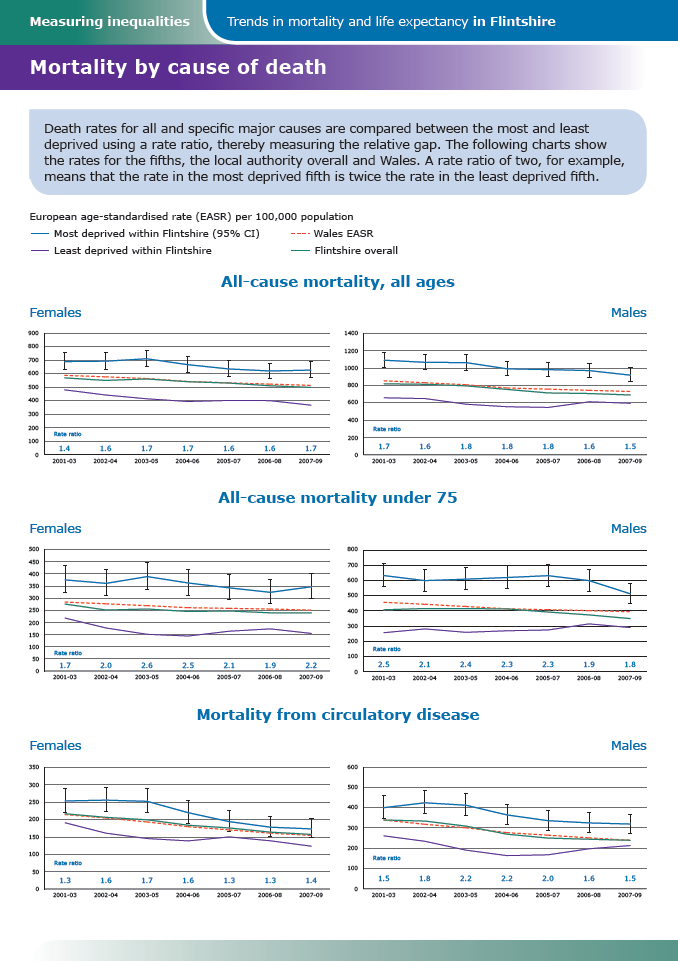 Measuring inequalities
Trends in mortality and life expectancy in Flintshire
Mortality by cause of death
Death rates for all and specific major causes are compared between the most and least
deprived using a rate ratio, thereby measuring the relative gap. The following charts show
the rates for the fifths, the local authority overall and Wales. A rate ratio of two, for example,
means that the rate in the most deprived fifth is twice the rate in the least deprived fifth.
European age-standardised rate (EASR) per 100,000 population
Most deprived within Flintshire (95% CI)
Wales EASR
Least deprived within Flintshire
Flintshire overall
All-cause mortality, all ages
Females
900
800
700
600
500
400
300
200
100
0
Rate ratio
1.4 1.6 1.7 1.7 1.6 1.6 1.7
2001-03 2002-04 2003-05 2004-06 2005-07 2006-08 2007-09
Males
1400
1200
1000
800
600
400
200
0
Rate ratio
1.7 1.6 1.8 1.8 1.8 1.6 1.5
2001-03 2002-04 2003-05 2004-06 2005-07 2006-08 2007-09
All-cause mortality under 75
Females
500
450
400
350
300
250
200
150
100
50
0
Rate ratio
1.7 2.0 2.6 2.5 2.1 1.9 2.2
2001-03 2002-04 2003-05 2004-06 2005-07 2006-08 2007-09
Males
800
700
600
500
400
300
200
100
0
Rate ratio
2.5 2.1 2.4 2.3 2.3 1.9 1.8
2001-03 2002-04 2003-05 2004-06 2005-07 2006-08 2007-09
Mortality from circulatory disease
Females
350
300
250
200
150
100
50
0
Rate ratio
1.3 1.6 1.7 1.6 1.3 1.3 1.4
2001-03 2002-04 2003-05 2004-06 2005-07 2006-08 2007-09
Males
600
500
400
300
200
100
0
Rate ratio
1.5 1.8 2.2 2.2 2.0 1.6 1.5
2001-03 2002-04 2003-05 2004-06 2005-07 2006-08 2007-09